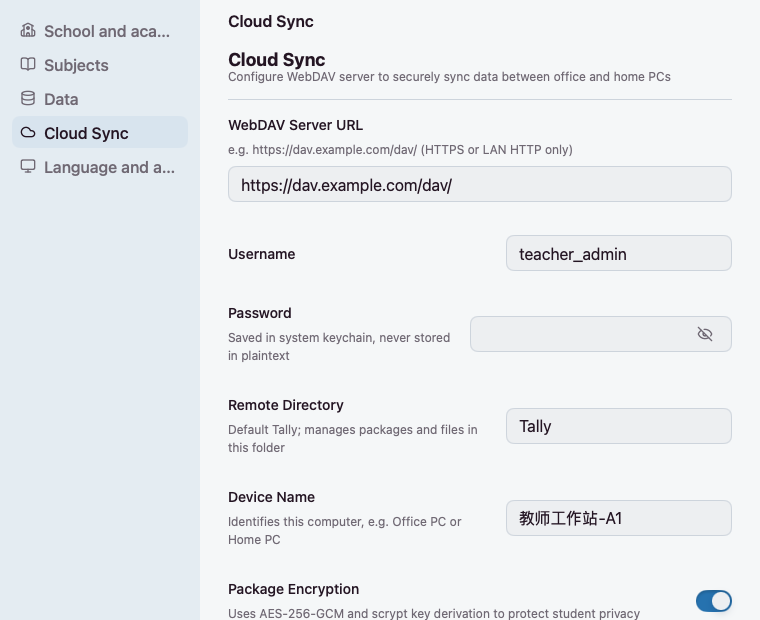 School and aca...
Subjects
Data
Cloud Sync
Language and a...
Cloud Sync
Cloud Sync
Configure WebDAV server to securely sync data between office and home PCs
WebDAV Server URL
e.g. https://dav.example.com/dav/ (HTTPS or LAN HTTP only)
https://dav.example.com/dav/
Username
teacher_admin
Password
Saved in system keychain, never stored
in plaintext
Remote Directory
Default Tally; manages packages and files in
this folder
Tally
Device Name
Identifies this computer, e.g. Office PC or
Home PC
教师工作站-A1
Package Encryption
Uses AES-256-GCM and scrypt key derivation to protect student privacy